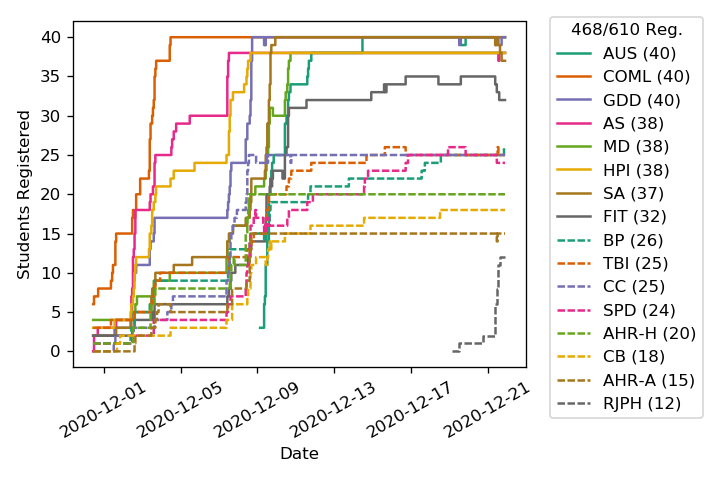 468/610 Reg.
AUS (40)
COML (40)
GDD (40)
AS (38)
MD (38)
HPI (38)
SA (37)
FIT (32)
BP (26)
TBI (25)
CC (25)
SPD (24)
AHR-H (20)
CB (18)
AHR-A (15)
RJPH (12)
Students Registered
40
35
30
25
20
15
10
5
0
2020-12-01
2020-12-05
2020-12-09
2020-12-13
2020-12-17
2020-12-21
Date